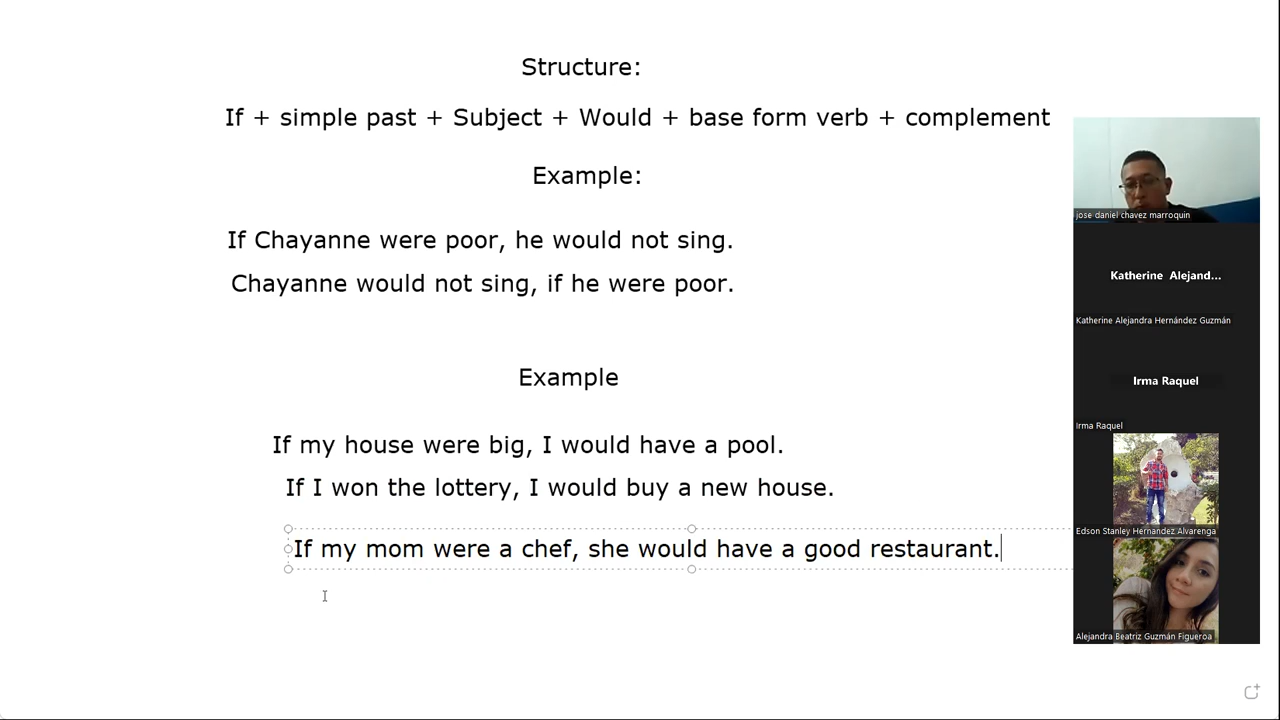 Structure:
If + simple past + Subject + Would + base form verb + complement
Example:
If Chayanne were poor, he would not sing.
Chayanne would not sing, if he were poor.
Example
If my house were big, I would have a pool.
If I won the lottery, I would buy a new house.
If my mom were a chef, she would have a good restaurant.
jose daniel chavez marroquin
Katherine Alejand...
Katherine Alejandra Hernández Guzmán
Irma Raquel
Irma Raquel
Edson Stanley Hernandez Alvarenga
Alejandra Beatriz Guzmán Figueroa